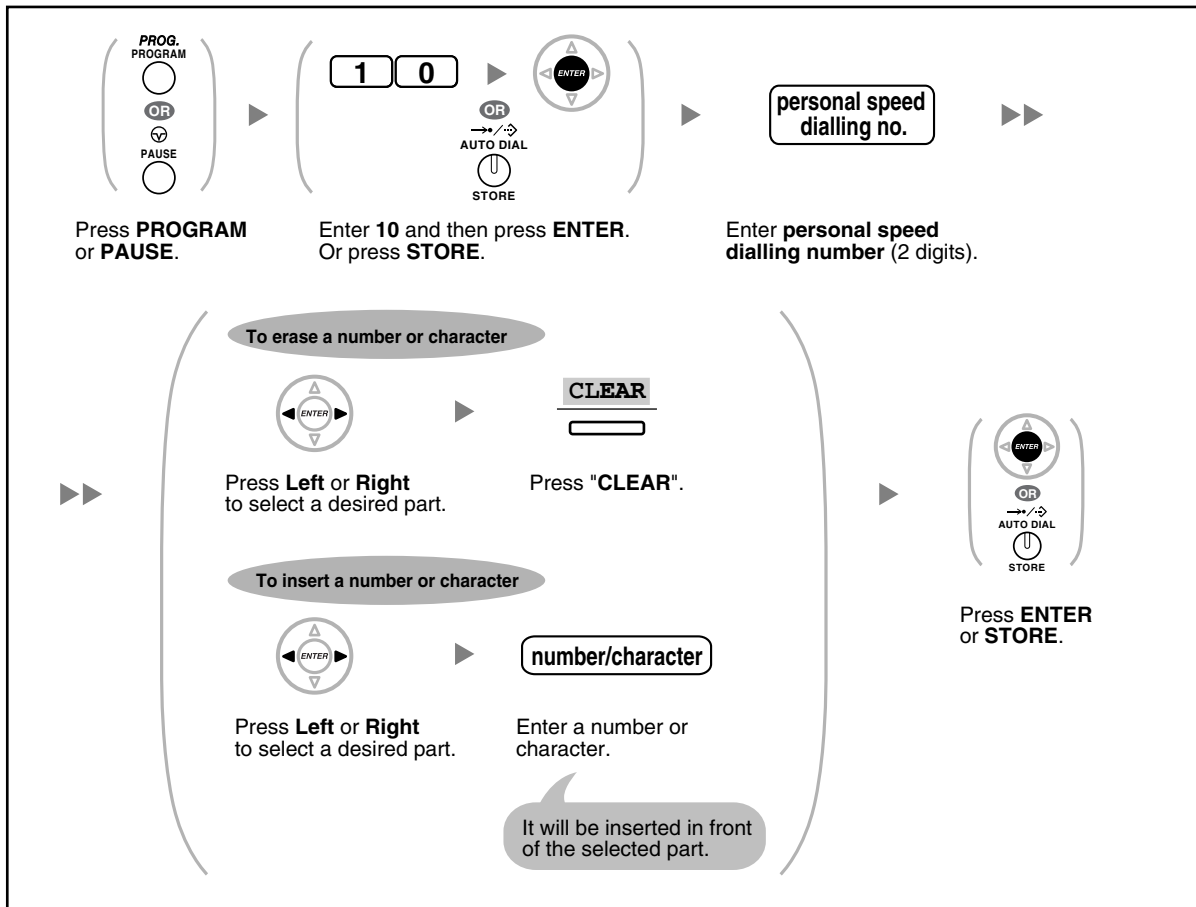 PROG.
PROGRAM
OR
PAUSE
Press PROGRAM
or PAUSE.
1 0
ENTER
OR
AUTO DIAL
STORE
Enter 10 and then press ENTER.
Or press STORE.
personal speed
dialling no.
Enter personal speed
dialling number (2 digits).
To erase a number or character
ENTER
Press Left or Right
to select a desired part.
CLEAR
Press "CLEAR".
To insert a number or character
ENTER
Press Left or Right
to select a desired part.
number/character
Enter a number or
character.
It will be inserted in front
of the selected part.
ENTER
OR
AUTO DIAL
STORE
Press ENTER
or STORE.